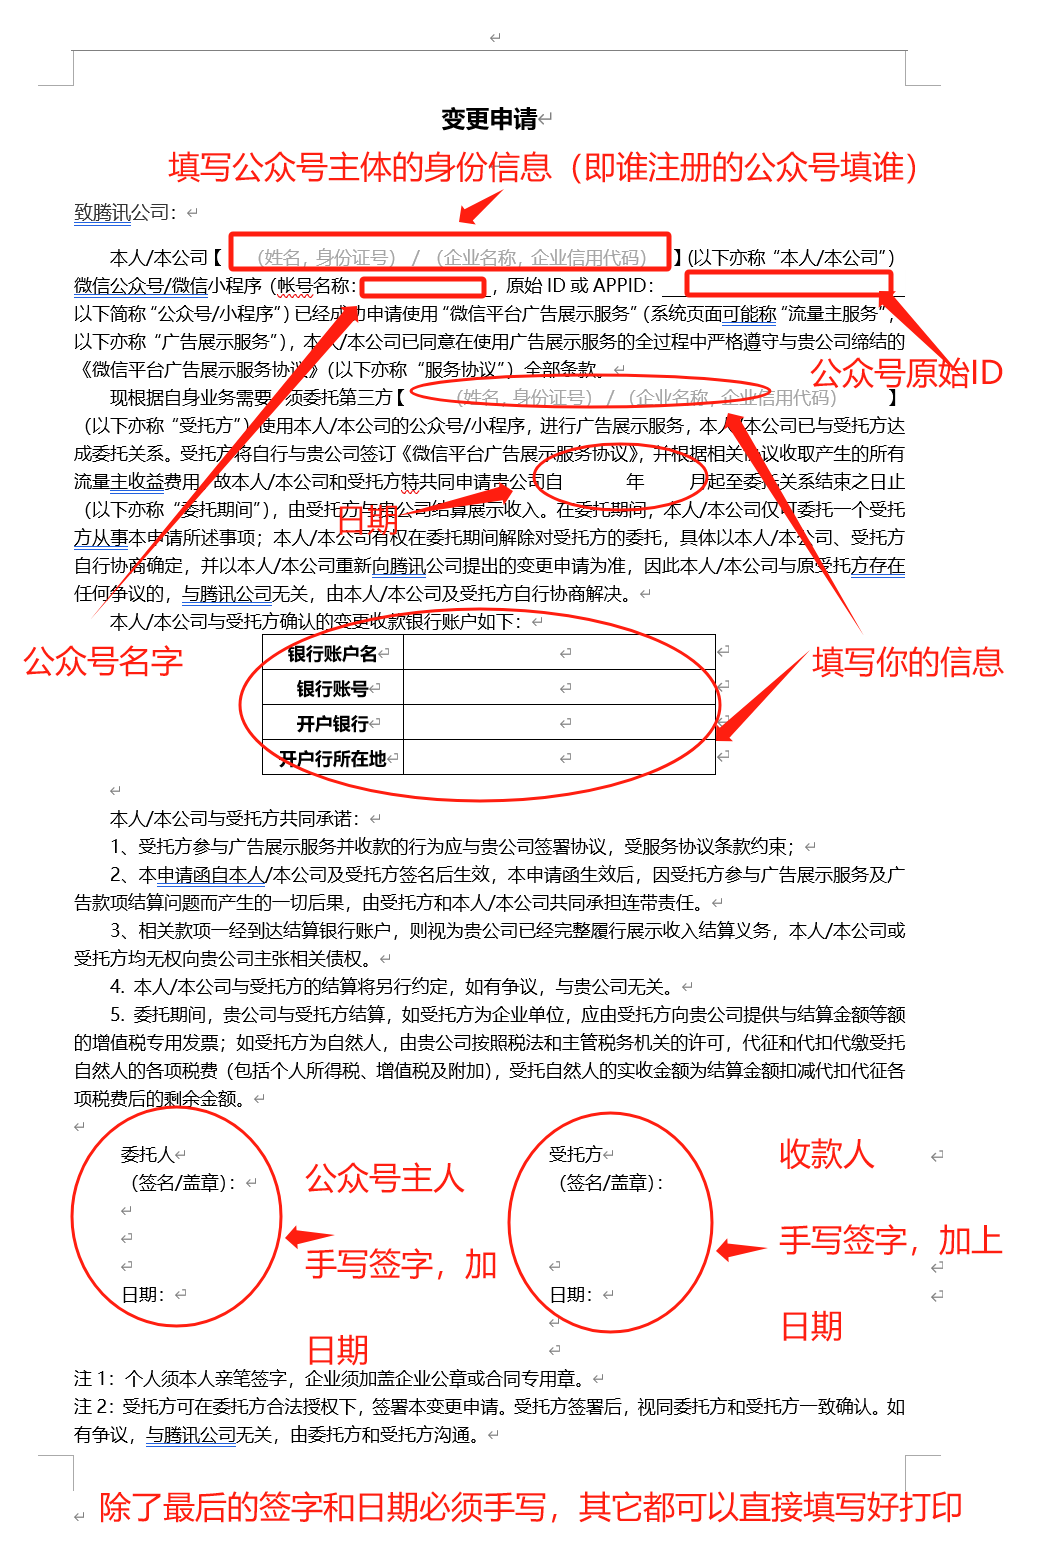 变更申请
填写公众号主体的身份信息（即谁注册的公众号填谁）
致腾讯公司：
本人/本公司【（姓名, 身份证号） / （企业名称, 企业信用代码）】(以下亦称“本人/本公司”）
微信公众号/微信小程序（帐号名称：，原始 ID 或 APPID：
以下简称“公众号/小程序”）已经成功申请使用“微信平台广告展示服务”（系统页面可能称“流量主服务”，
以下亦称“广告展示服务”），本人/本公司已同意在使用广告展示服务的全过程中严格遵守与贵公司缔结的
《微信平台广告展示服务协议》（以下亦称“服务协议”）全部条款。
公众号原始ID
现根据自身业务需要，须委托第三方【（姓名, 身份证号） / （企业名称, 企业信用代码）】
（以下亦称“受托方”）使用本人/本公司的公众号/小程序，进行广告展示服务，本人/本公司已与受托方达
成委托关系。受托方将自行与贵公司签订《微信平台广告展示服务协议》，并根据相关协议收取产生的所有
流量主收益费用。故本人/本公司和受托方特共同申请贵公司自 年 月起至委托关系结束之日止
（以下亦称“委托期间”），由受托方与贵公司结算展示收入。在委托期间，本人/本公司仅可委托一个受托
日期
方从事本申请所述事项；本人/本公司有权在委托期间解除对受托方的委托，具体以本人/本公司、受托方
自行协商确定，并以本人/本公司重新向腾讯公司提出的变更申请为准，因此本人/本公司与原受托方存在
任何争议的，与腾讯公司无关，由本人/本公司及受托方自行协商解决。
本人/本公司与受托方确认的变更收款银行账户如下：
公众号名字
填写你的信息
银行账户名
银行账号
开户银行
开户行所在地
本人/本公司与受托方共同承诺：
1、受托方参与广告展示服务并收款的行为应与贵公司签署协议，受服务协议条款约束；
2、本申请函自本人/本公司及受托方签名后生效，本申请函生效后，因受托方参与广告展示服务及广
告款项结算问题而产生的一切后果，由受托方和本人/本公司共同承担连带责任。
3、相关款项一经到达结算银行账户，则视为贵公司已经完整履行展示收入结算义务，本人/本公司或
受托方均无权向贵公司主张相关债权。
4. 本人/本公司与受托方的结算将另行约定，如有争议，与贵公司无关。
5. 委托期间，贵公司与受托方结算，如受托方为企业单位，应由受托方向贵公司提供与结算金额等额
的增值税专用发票；如受托方为自然人，由贵公司按照税法和主管税务机关的许可，代征和代扣代缴受托
自然人的各项税费（包括个人所得税、增值税及附加），受托自然人的实收金额为结算金额扣减代扣代征各
项税费后的剩余金额。
委托人
（签名/盖章）：
日期：
公众号主人
手写签字，加
日期
受托方
（签名/盖章）：
日期：
收款人
手写签字，加上
日期
注 1：个人须本人亲笔签字，企业须加盖企业公章或合同专用章。
注 2：受托方可在委托方合法授权下，签署本变更申请。受托方签署后，视同委托方和受托方一致确认。如
有争议，与腾讯公司无关，由委托方和受托方沟通。
除了最后的签字和日期必须手写，其它都可以直接填写好打印